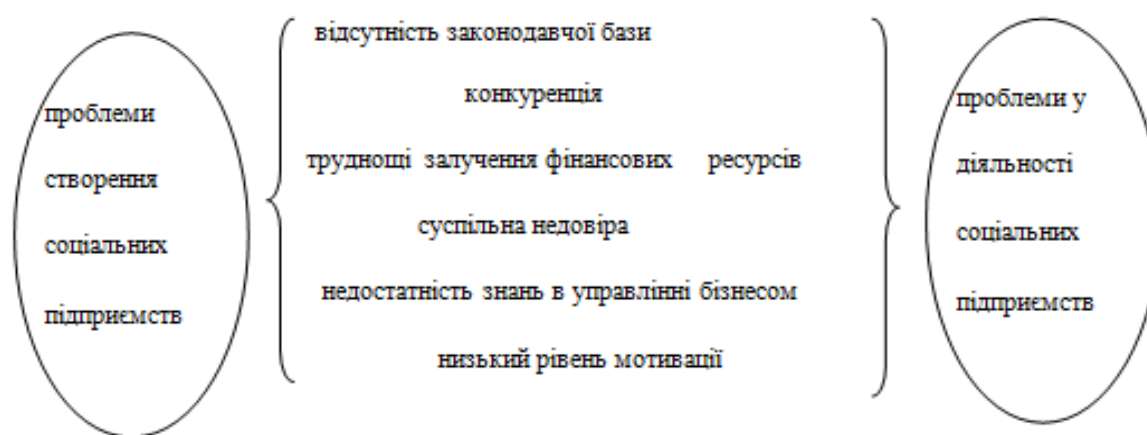 проблеми
створення
соціальних
підприємств
відсутність законодавчої бази
конкуренція
труднощі залучення фінансових ресурсів
суспільна недовіра
недостатність знань в управлінні бізнесом
низький рівень мотивації
проблеми у
діяльності
соціальних
підприємств